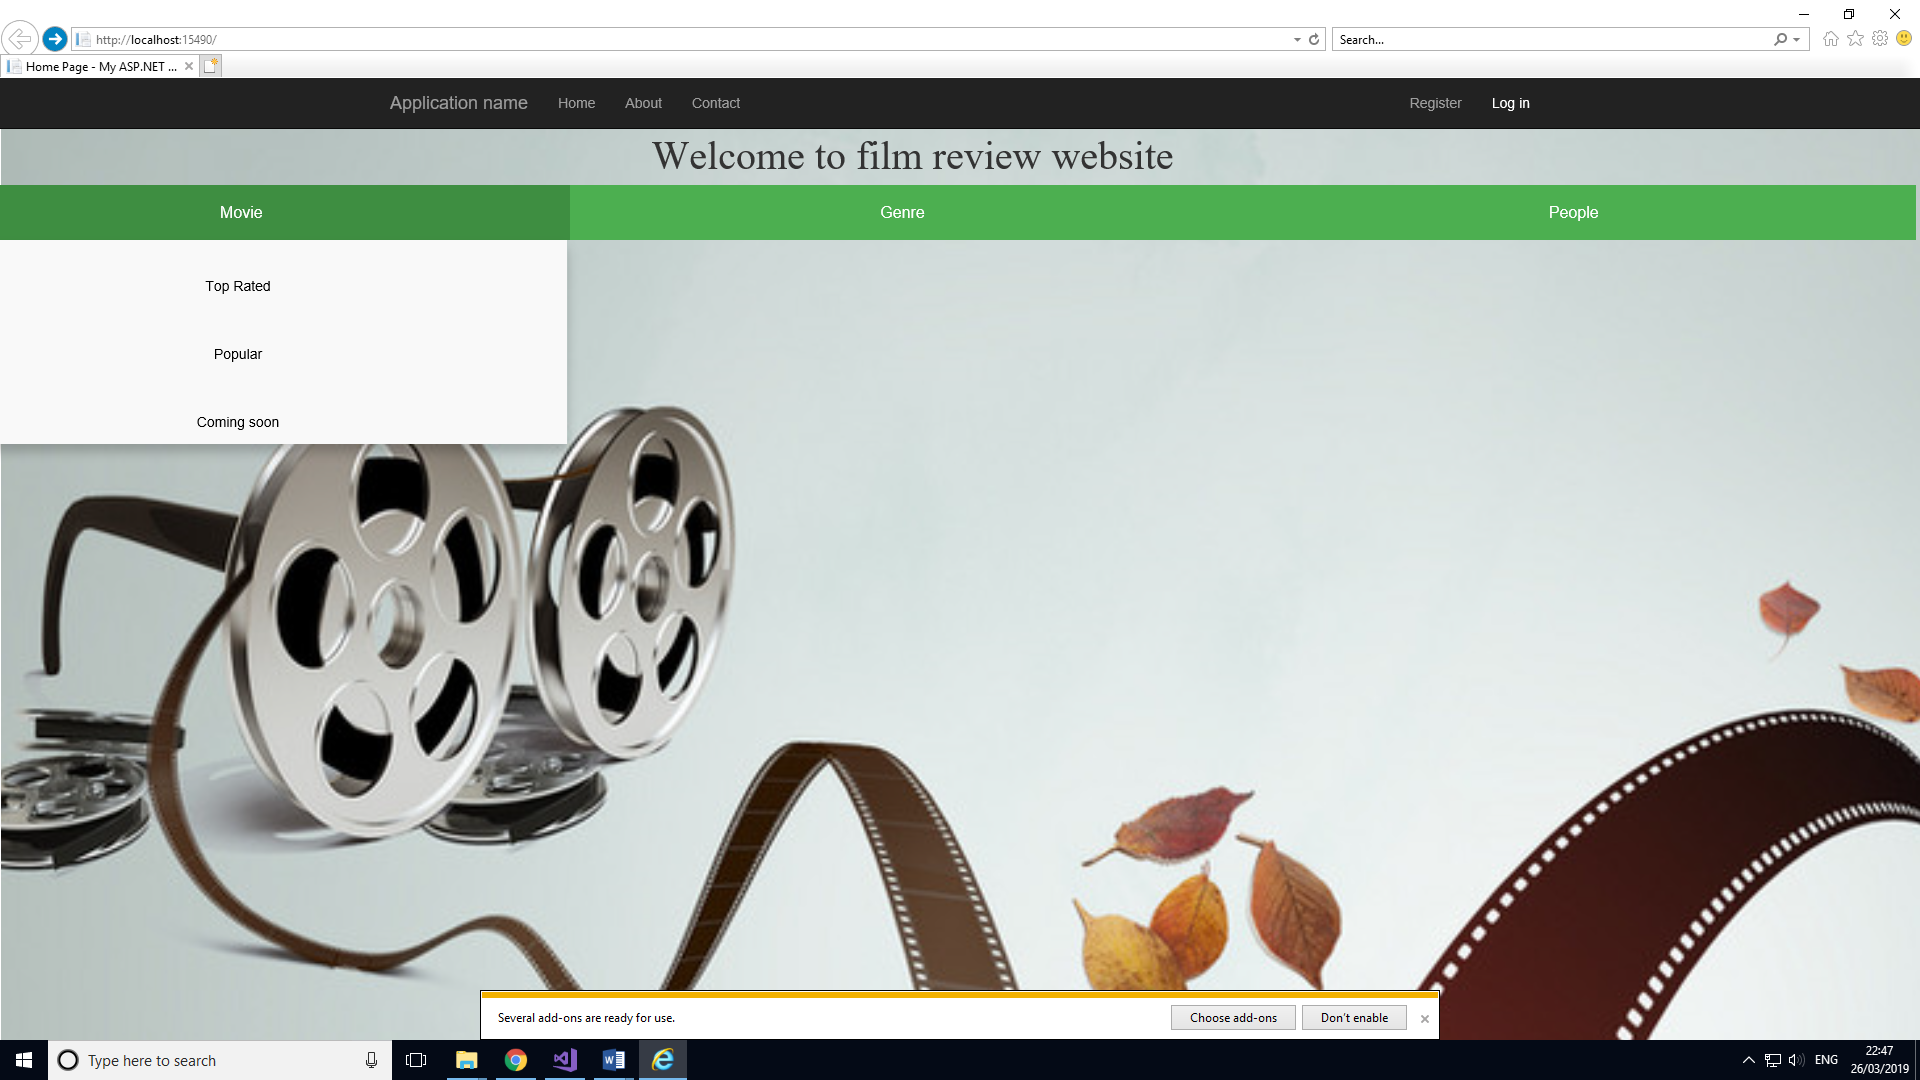 http://localhost:15490/
Search...
Home Page - My ASP.NET ...
Application name Home About Contact Register Log in
Welcome to film review website
Movie Genre People
Top Rated
Popular
Coming soon
Several add-ons are ready for use. Choose add-ons Don't enable
Type here to search
ENG
22:47
26/03/2019